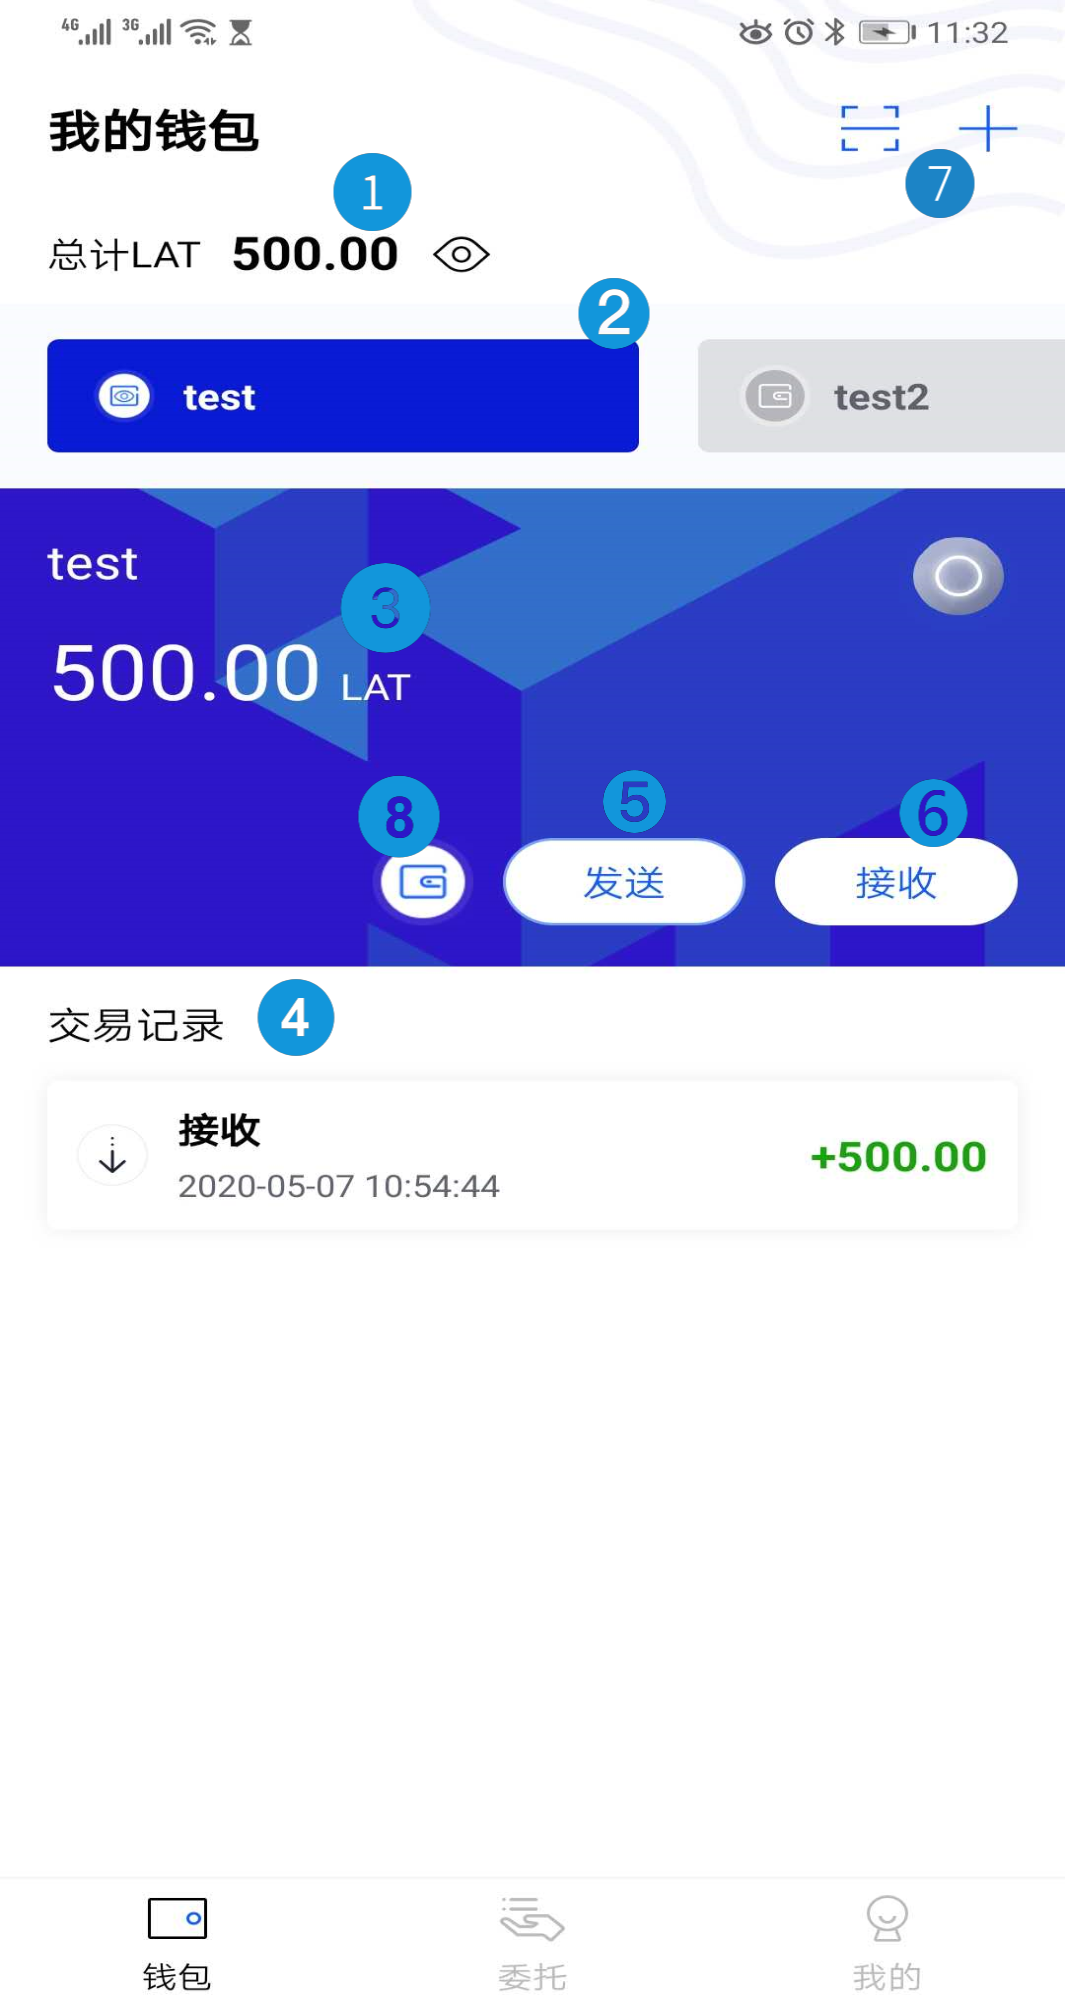 4G 3G 11:32
我的钱包
1
7
总计LAT 500.00
2
test test2
test
3
500.00 LAT
8 5 6
发送 接收
交易记录 4
接收
2020-05-07 10:54:44
+500.00
钱包 委托 我的